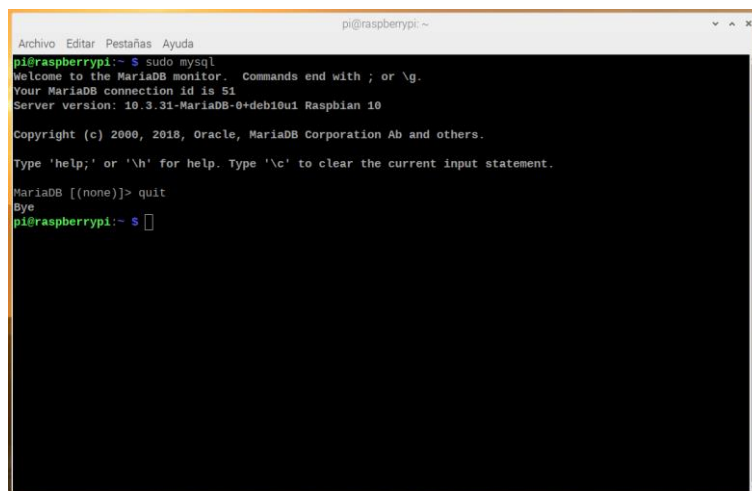 pi@raspberrypi: ~
Archivo Editar Pestañas Ayuda
pi@raspberrypi:~ $ sudo mysql
Welcome to the MariaDB monitor.  Commands end with ; or \g.
Your MariaDB connection id is 51
Server version: 10.3.31-MariaDB-0+deb10u1 Raspbian 10
Copyright (c) 2000, 2018, Oracle, MariaDB Corporation Ab and others.
Type 'help;' or '\h' for help. Type '\c' to clear the current input statement.
MariaDB [(none)]> quit
Bye
pi@raspberrypi:~ $